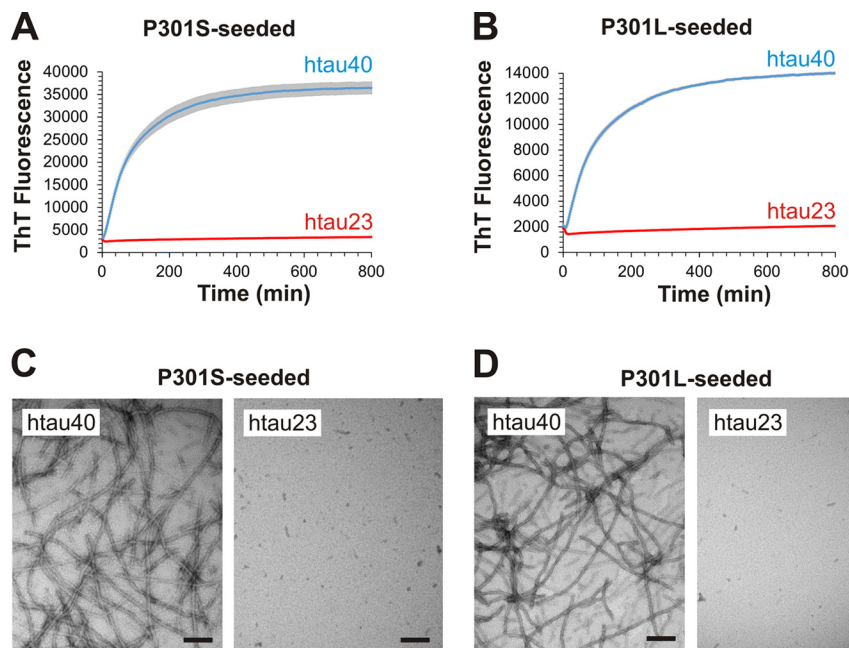 A
P301S-seeded
htau40
40000
35000
30000
25000
20000
15000
10000
5000
0
ThT Fluorescence
htau23
0 200 400 600 800
Time (min)
B
P301L-seeded
htau40
14000
12000
10000
8000
6000
4000
2000
0
ThT Fluorescence
htau23
0 200 400 600 800
Time (min)
C
P301S-seeded
htau40
htau23
D
P301L-seeded
htau40
htau23